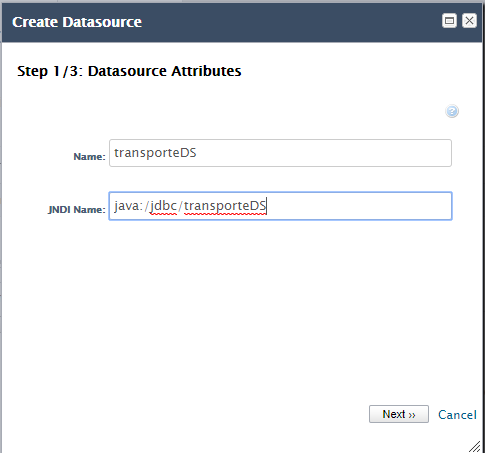 Create Datasource
Step 1/3: Datasource Attributes
?
Name: transporteDS
JNDI Name: java:/jdbc/transporteDS
Next ›› Cancel